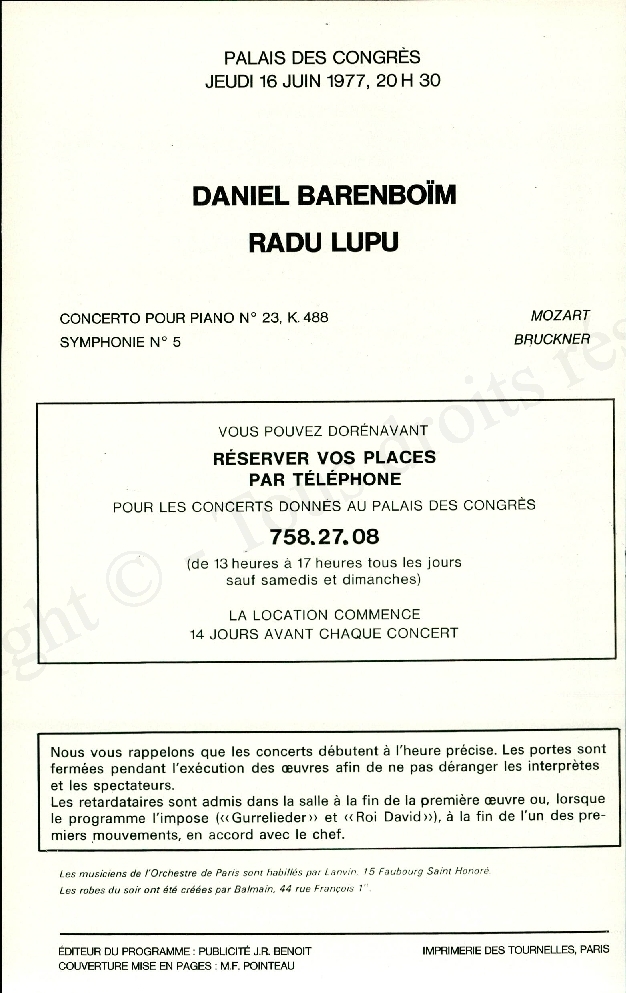 PALAIS DES CONGRÈS
JEUDI 16 JUIN 1977, 20 H 30
DANIEL BARENBOÏM
RADU LUPU
CONCERTO POUR PIANO N° 23, K. 488 MOZART
SYMPHONIE N° 5 BRUCKNER
VOUS POUVEZ DORÉNAVANT
RÉSERVER VOS PLACES
PAR TÉLÉPHONE
POUR LES CONCERTS DONNÉS AU PALAIS DES CONGRÈS
758.27.08
(de 13 heures à 17 heures tous les jours
sauf samedis et dimanches)
LA LOCATION COMMENCE
14 JOURS AVANT CHAQUE CONCERT
Nous vous rappelons que les concerts débutent à l'heure précise. Les portes sont
fermées pendant l'exécution des œuvres afin de ne pas déranger les interprètes
et les spectateurs.
Les retardataires sont admis dans la salle à la fin de la première œuvre ou, lorsque
le programme l'impose («Gurrelieder» et «Roi David»), à la fin de l'un des pre-
miers mouvements, en accord avec le chef.
Les musiciens de l'Orchestre de Paris sont habillés par Lanvin, 15 Faubourg Saint Honoré.
Les robes du soir ont été créées par Balmain, 44 rue François 1er.
ÉDITEUR DU PROGRAMME : PUBLICITÉ J.R. BENOIT IMPRIMERIE DES TOURNELLES, PARIS
COUVERTURE MISE EN PAGES : M.F. POINTEAU
ight © - Tous droits rés